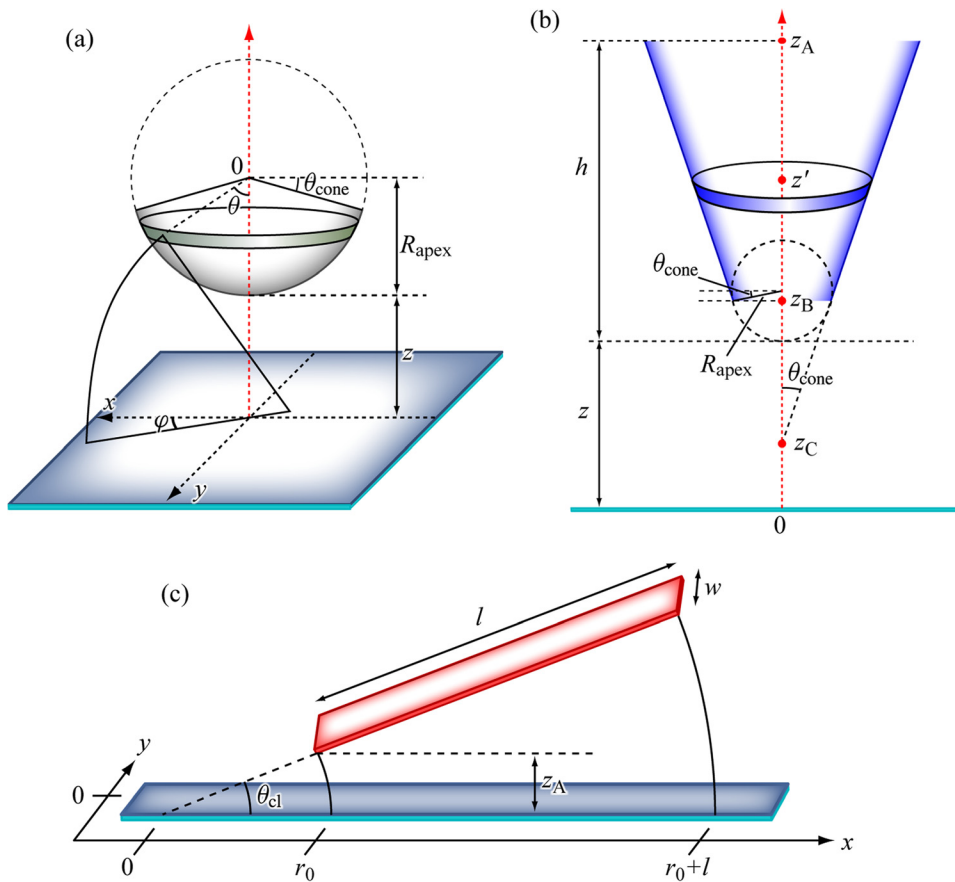 (a)
0
θcone
θ
Rapex
z
x
φ
y
(b)
zA
h
z′
θcone
zB
Rapex
θcone
z
zC
0
(c)
l
w
y
zA
0
θcl
x
0
r0
r0+l